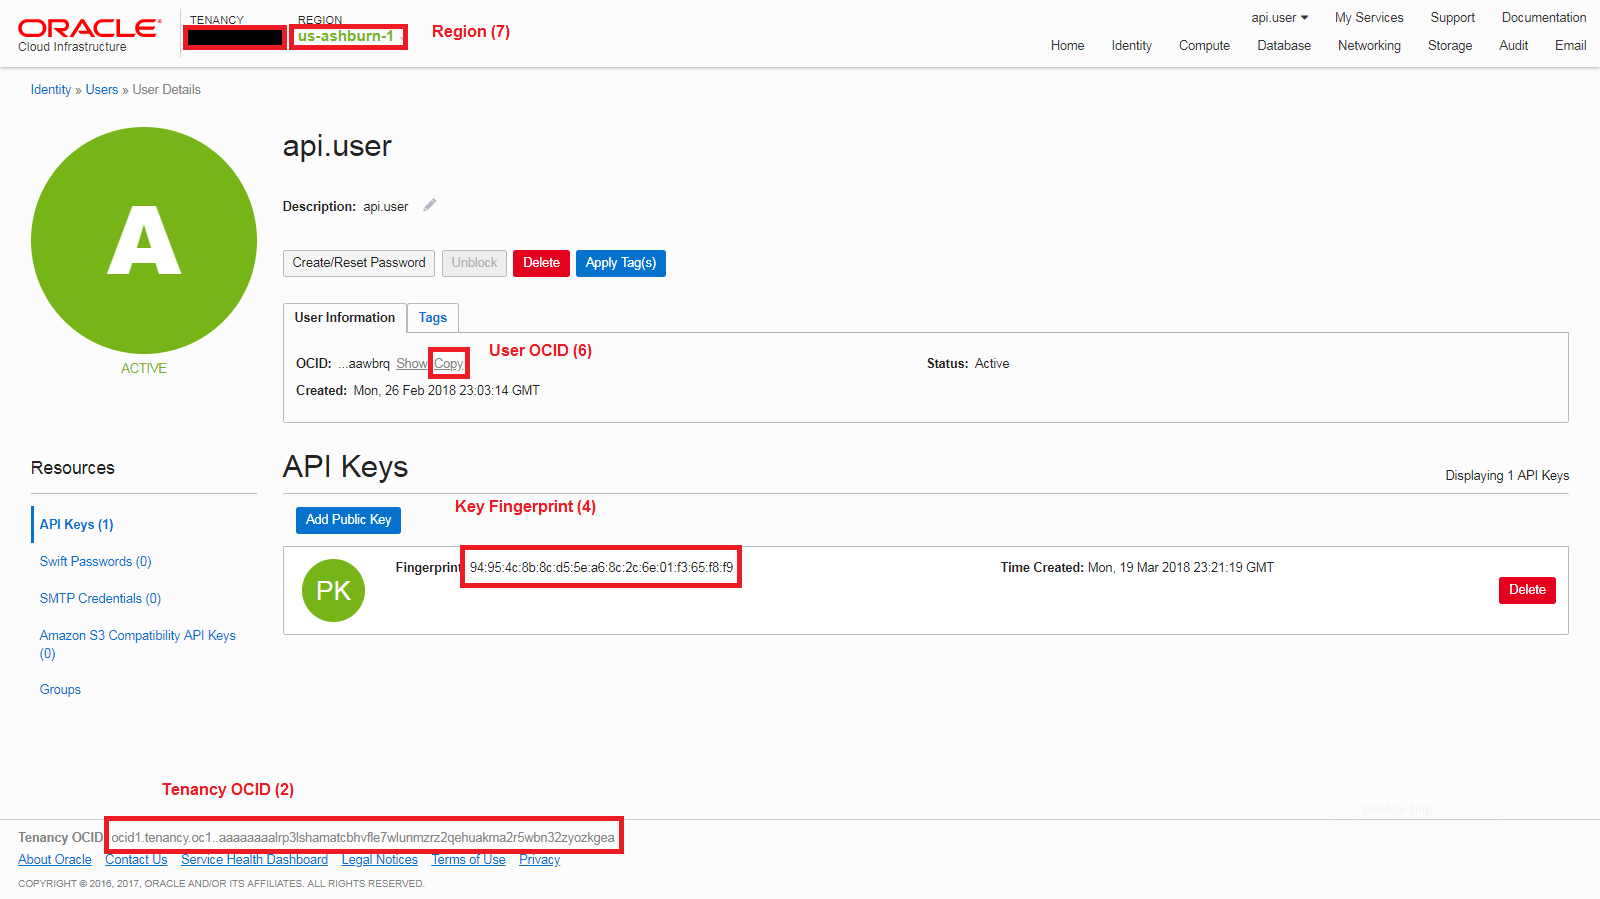 ORACLE
Cloud Infrastructure
TENANCY
REGION
us-ashburn-1
Region (7)
api.user
My Services
Support
Documentation
Home
Identity
Compute
Database
Networking
Storage
Audit
Email
Identity » Users » User Details
A
ACTIVE
api.user
Description: api.user
Create/Reset Password
Unblock
Delete
Apply Tag(s)
User Information
Tags
User OCID (6)
OCID: ...aawbrq Show Copy
Status: Active
Created: Mon, 26 Feb 2018 23:03:14 GMT
Resources
API Keys (1)
Swift Passwords (0)
SMTP Credentials (0)
Amazon S3 Compatibility API Keys
(0)
Groups
API Keys
Displaying 1 API Keys
Key Fingerprint (4)
Add Public Key
PK
Fingerprint 94:95:4c:8b:8c:d5:5e:a6:8c:2c:6e:01:f3:65:f8:f9
Time Created: Mon, 19 Mar 2018 23:21:19 GMT
Delete
Tenancy OCID (2)
Window Snip
Tenancy OCID ocid1.tenancy.oc1..aaaaaaaalrp3lshamatcbhvfle7wlunmzrz2qehuakma2r5wbn32zyozkgea
About Oracle Contact Us Service Health Dashboard Legal Notices Terms of Use Privacy
COPYRIGHT © 2016, 2017, ORACLE AND/OR ITS AFFILIATES. ALL RIGHTS RESERVED.